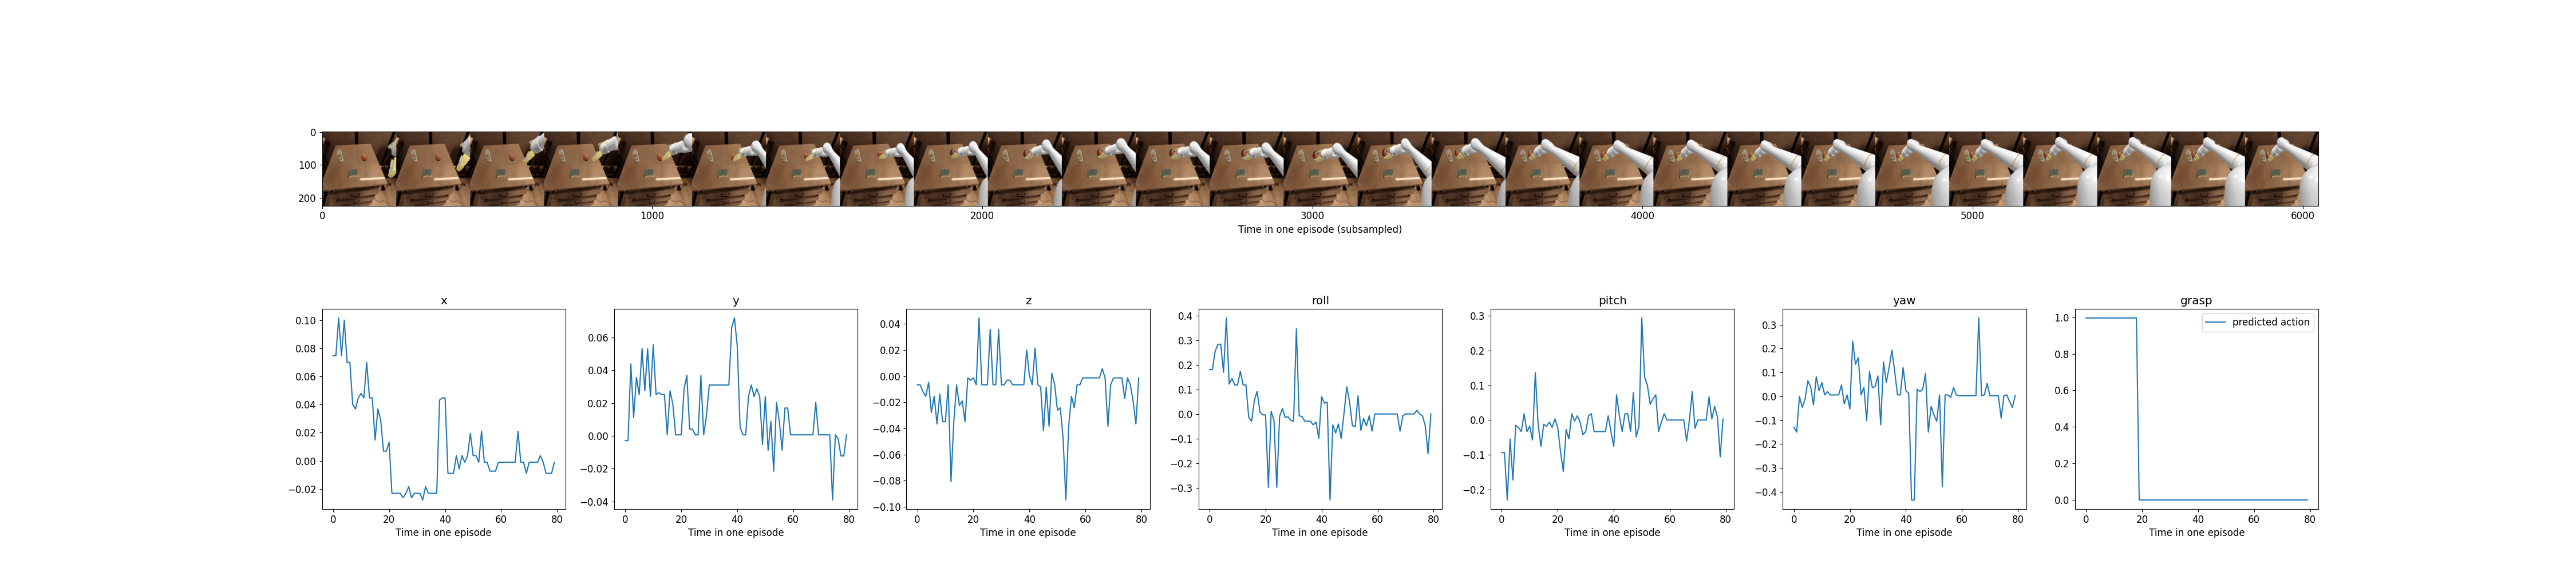 0
100
200
0 1000 2000 3000 4000 5000 6000
Time in one episode (subsampled)
x y z roll pitch yaw grasp
0.10
0.08
0.06
0.04
0.02
0.00
−0.02
0 20 40 60 80
Time in one episode
0.06
0.04
0.02
0.00
−0.02
−0.04
0 20 40 60 80
Time in one episode
0.04
0.02
0.00
−0.02
−0.04
−0.06
−0.08
−0.10
0 20 40 60 80
Time in one episode
0.4
0.3
0.2
0.1
0.0
−0.1
−0.2
−0.3
0 20 40 60 80
Time in one episode
0.3
0.2
0.1
0.0
−0.1
−0.2
0 20 40 60 80
Time in one episode
0.3
0.2
0.1
0.0
−0.1
−0.2
−0.3
−0.4
0 20 40 60 80
Time in one episode
predicted action
1.0
0.8
0.6
0.4
0.2
0.0
0 20 40 60 80
Time in one episode